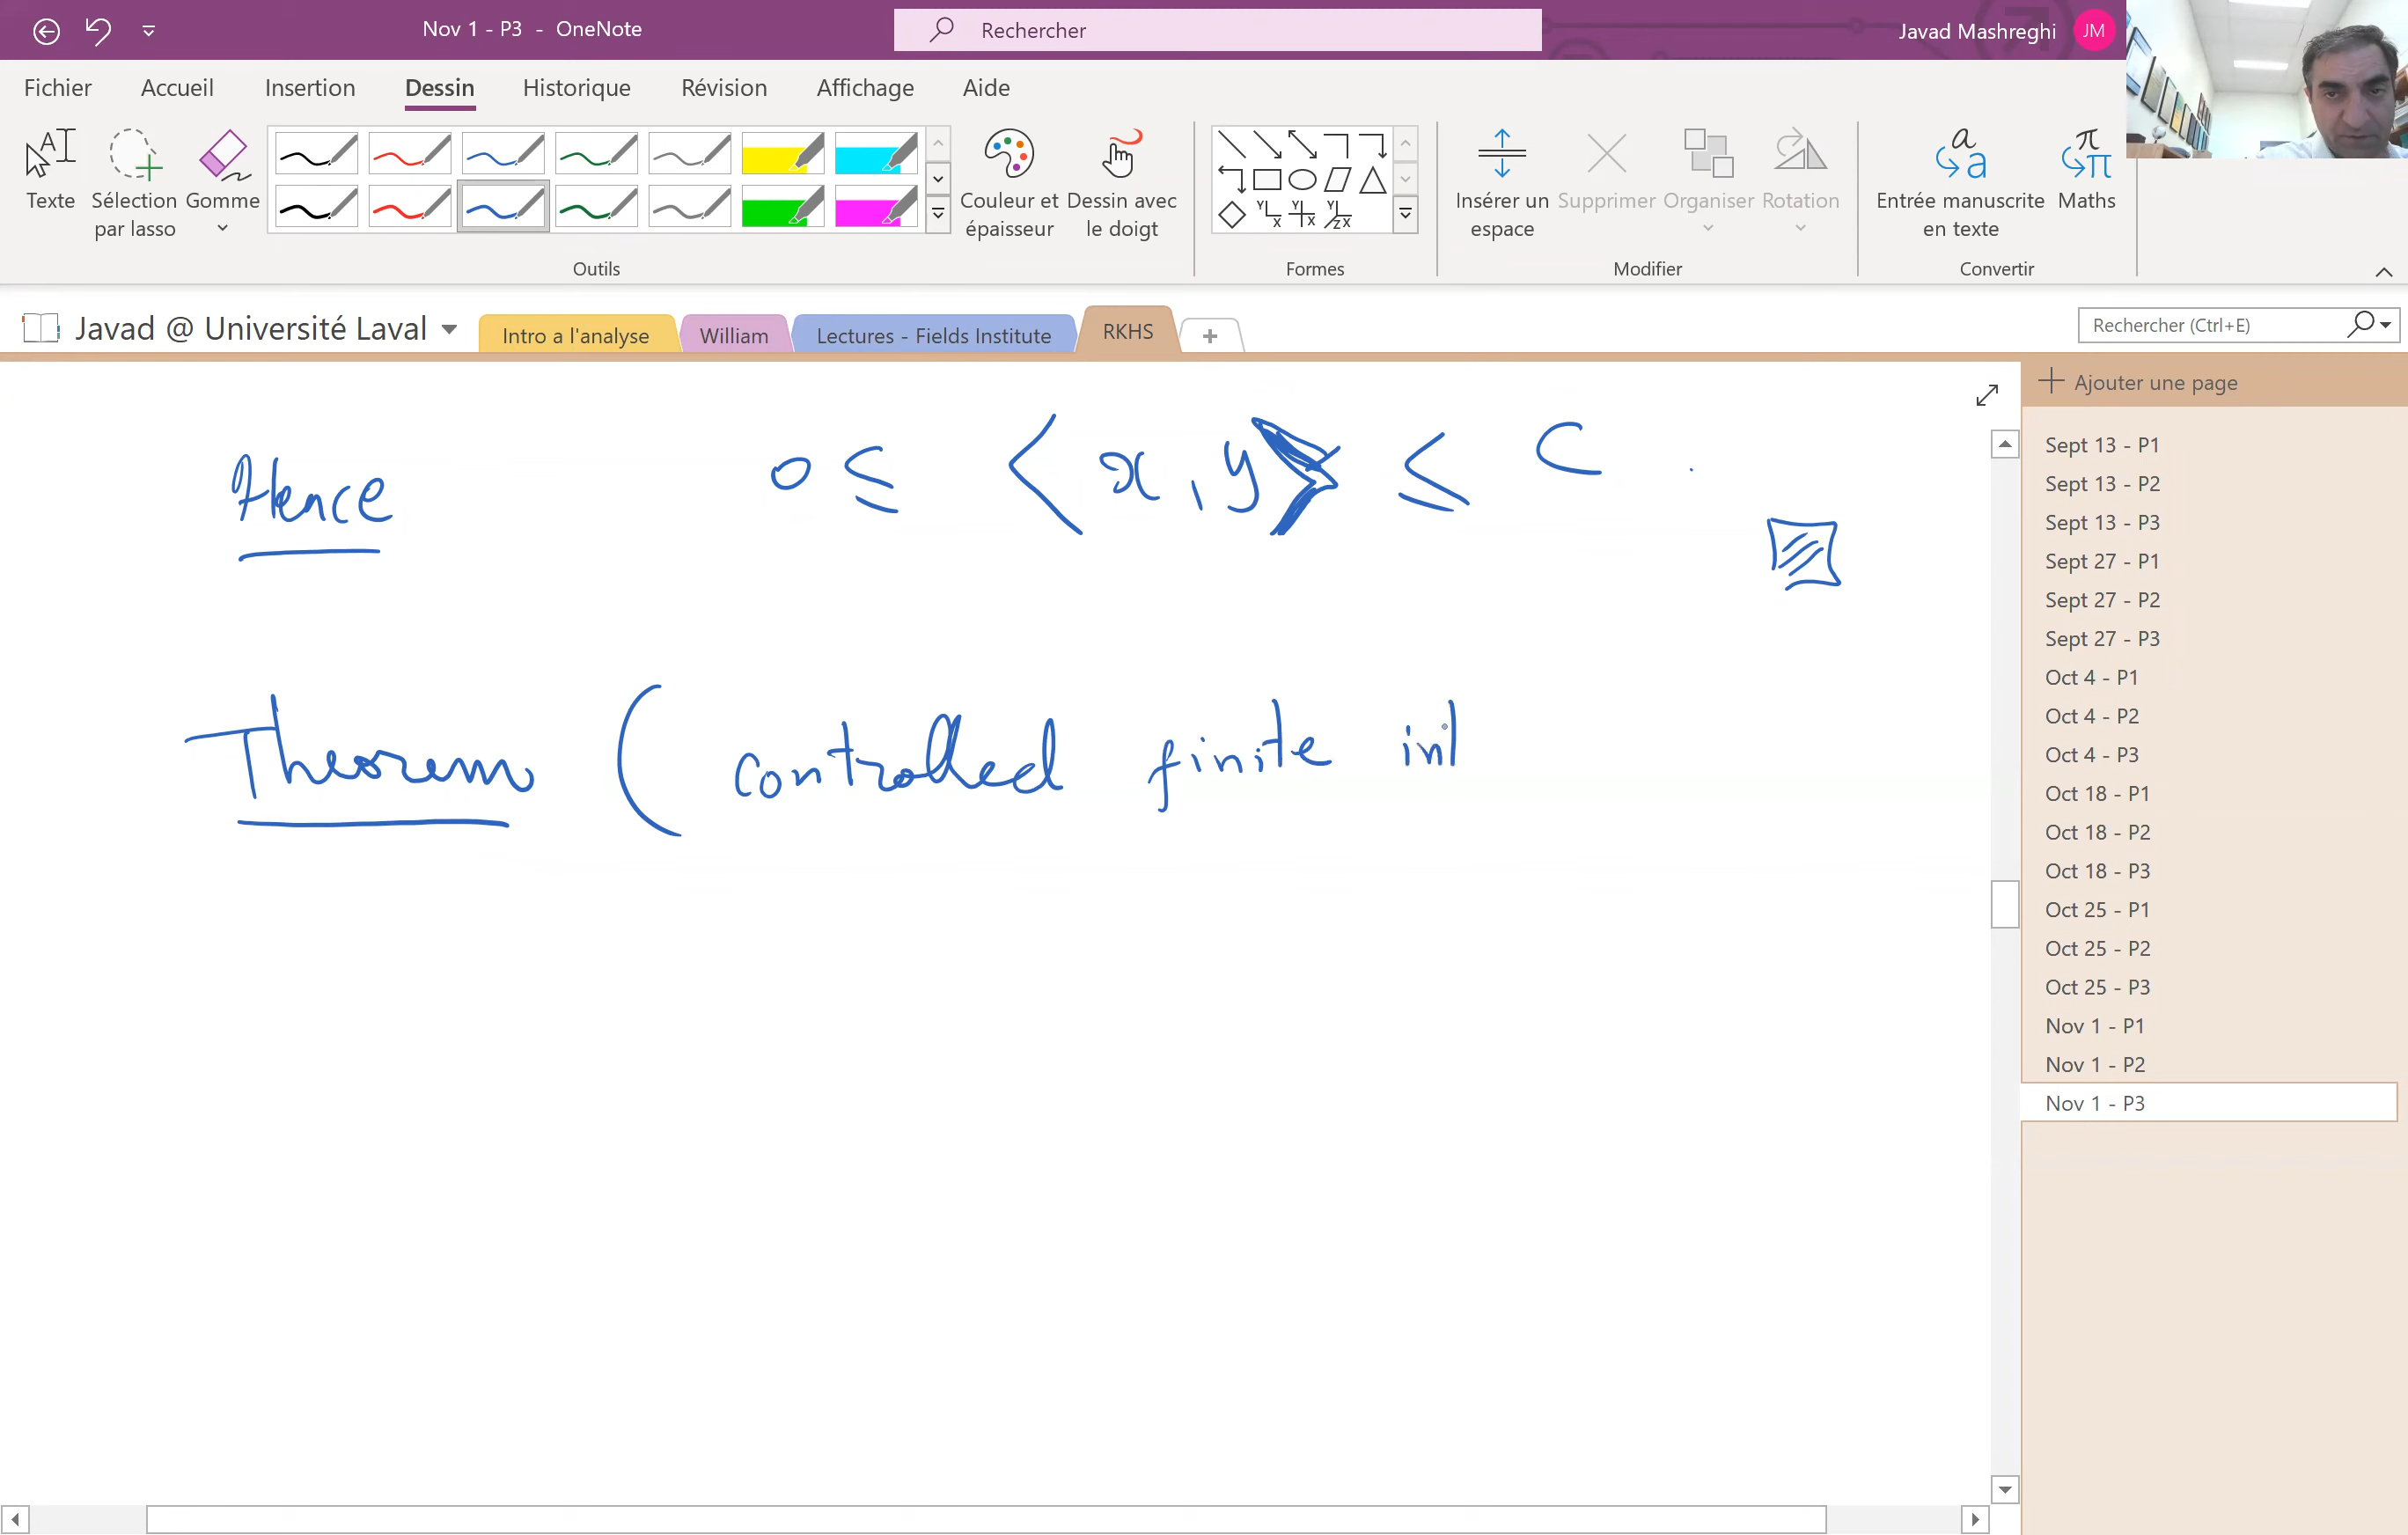 Nov 1 - P3 - OneNote
Rechercher
Javad Mashreghi JM
Fichier Accueil Insertion Dessin Historique Révision Affichage Aide
Texte
Sélection par lasso
Gomme
Couleur et épaisseur
Dessin avec le doigt
Insérer un espace
Supprimer
Organiser
Rotation
Entrée manuscrite en texte
Maths
Outils
Formes
Modifier
Convertir
Javad @ Université Laval
Intro a l'analyse
William
Lectures - Fields Institute
RKHS
Rechercher (Ctrl+E)
Hence 0 ≤ < x , y > ≤ C .
Theorem ( controlled finite int
Ajouter une page
Sept 13 - P1
Sept 13 - P2
Sept 13 - P3
Sept 27 - P1
Sept 27 - P2
Sept 27 - P3
Oct 4 - P1
Oct 4 - P2
Oct 4 - P3
Oct 18 - P1
Oct 18 - P2
Oct 18 - P3
Oct 25 - P1
Oct 25 - P2
Oct 25 - P3
Nov 1 - P1
Nov 1 - P2
Nov 1 - P3